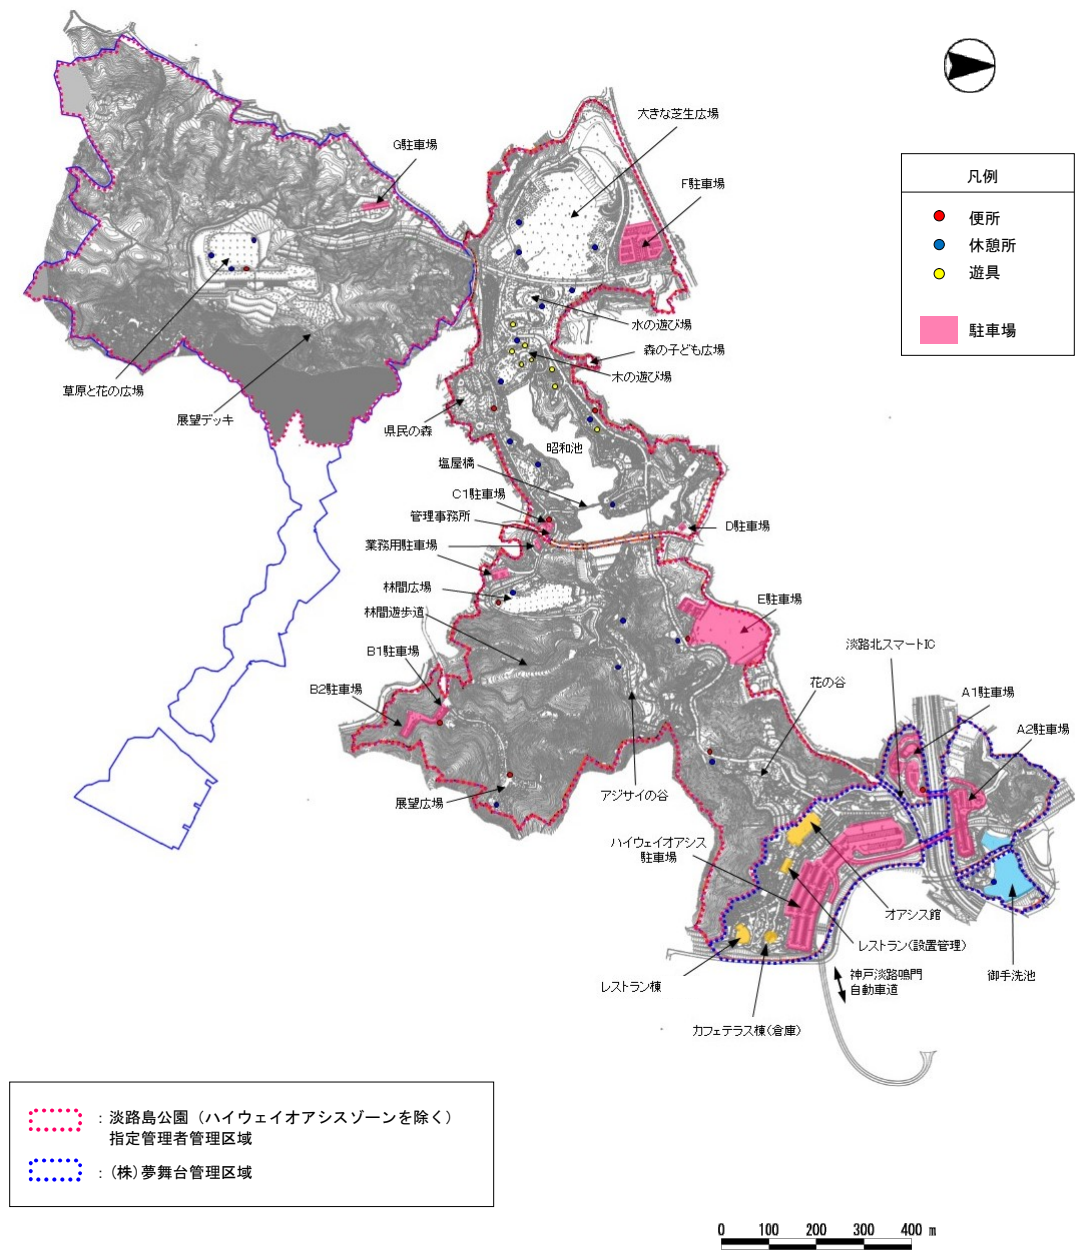 大きな芝生広場
G駐車場
F駐車場
凡例
便所
休憩所
遊具
駐車場
水の遊び場
森の子ども広場
木の遊び場
草原と花の広場
展望デッキ
県民の森
昭和池
塩屋橋
C1駐車場
管理事務所
D駐車場
業務用駐車場
林間広場
E駐車場
林間遊歩道
淡路北スマートIC
B1駐車場
花の谷
A1駐車場
B2駐車場
A2駐車場
展望広場
アジサイの谷
ハイウェイオアシス
駐車場
オアシス館
レストラン(設置管理)
レストラン棟
神戸淡路鳴門
自動車道
御手洗池
カフェテラス棟(倉庫)
：淡路島公園（ハイウェイオアシスゾーンを除く）
指定管理者管理区域
：(株)夢舞台管理区域
0 100 200 300 400 m